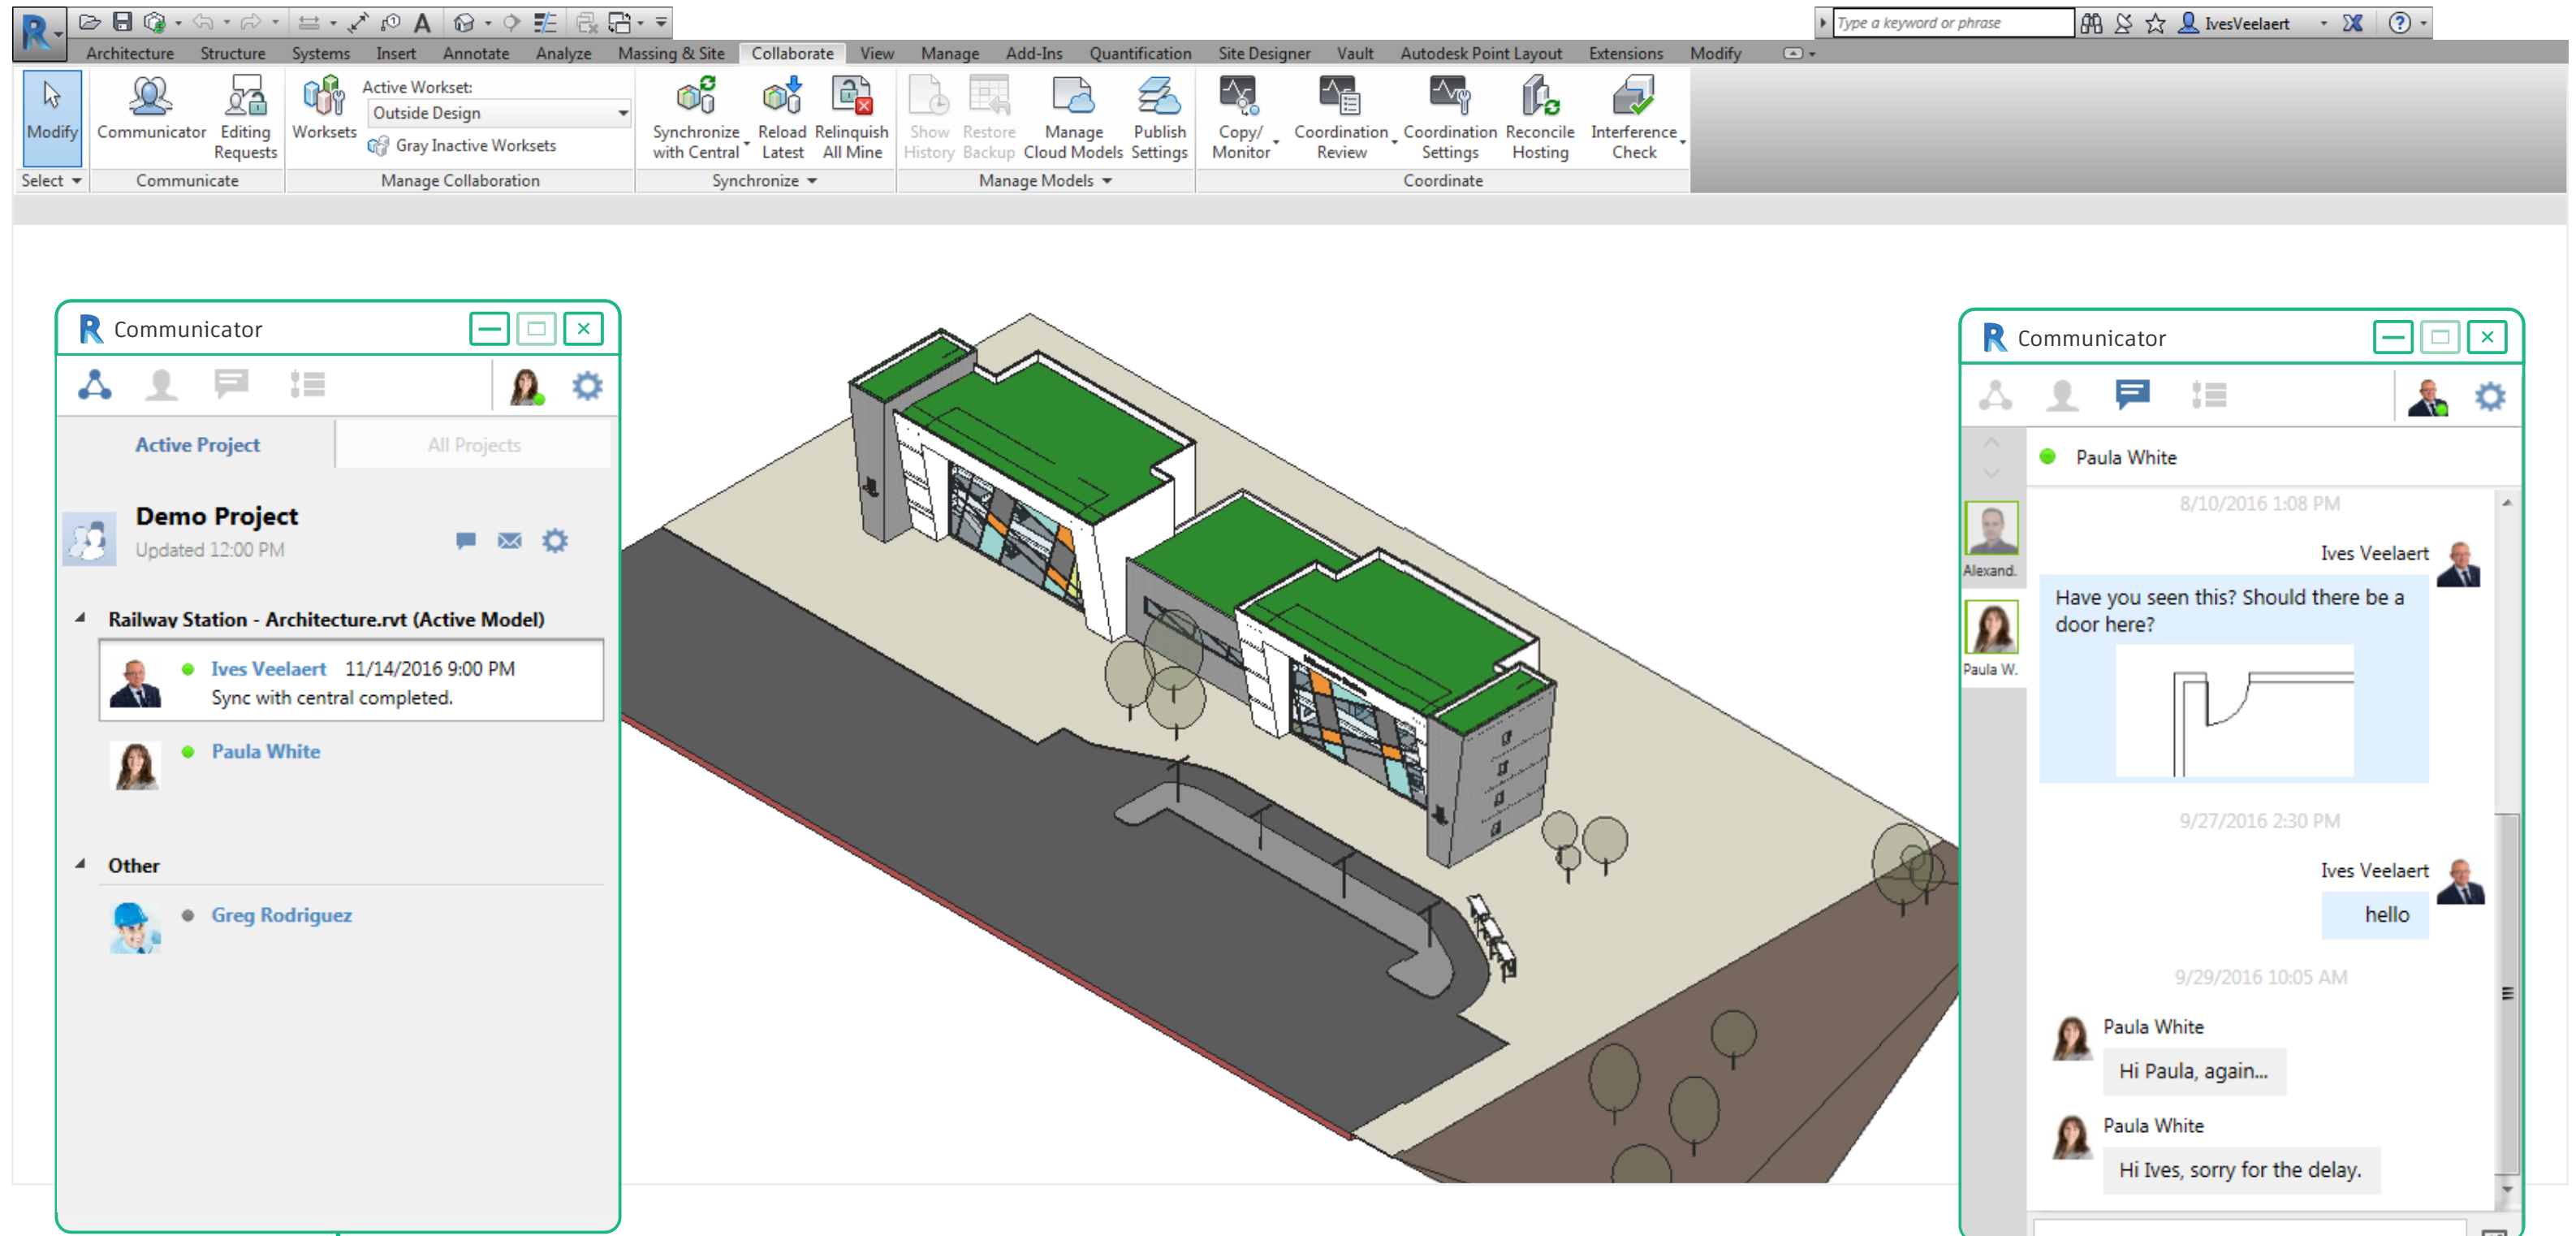 R
Type a keyword or phrase
IvesVeelaert
Architecture Structure Systems Insert Annotate Analyze Massing & Site Collaborate View Manage Add-Ins Quantification Site Designer Vault Autodesk Point Layout Extensions Modify
Modify
Communicator
Editing
Requests
Worksets
Active Workset:
Outside Design
Gray Inactive Worksets
Synchronize
with Central
Reload
Latest
Relinquish
All Mine
Show
History
Restore
Backup
Manage
Cloud Models
Publish
Settings
Copy/
Monitor
Coordination
Review
Coordination
Settings
Reconcile
Hosting
Interference
Check
Select
Communicate
Manage Collaboration
Synchronize
Manage Models
Coordinate
R Communicator
Active Project
All Projects
Demo Project
Updated 12:00 PM
Railway Station - Architecture.rvt (Active Model)
Ives Veelaert 11/14/2016 9:00 PM
Sync with central completed.
Paula White
Other
Greg Rodriguez
R Communicator
Alexand.
Paula W.
Paula White
8/10/2016 1:08 PM
Ives Veelaert
Have you seen this? Should there be a
door here?
9/27/2016 2:30 PM
Ives Veelaert
hello
9/29/2016 10:05 AM
Paula White
Hi Paula, again...
Paula White
Hi Ives, sorry for the delay.